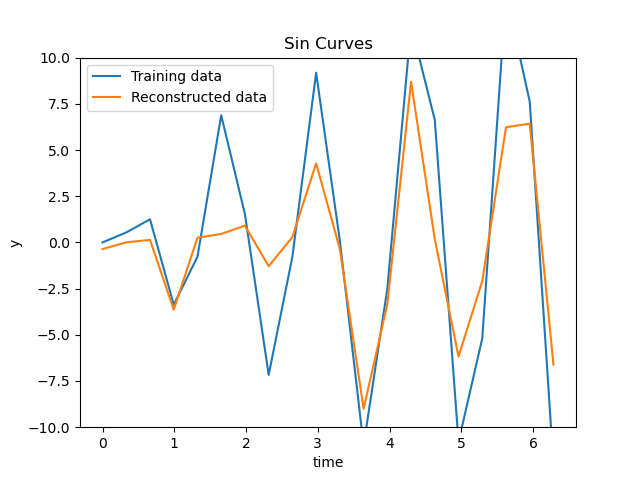 Sin Curves
Training data
Reconstructed data
10.0
7.5
5.0
2.5
0.0
−2.5
−5.0
−7.5
−10.0
y
0 1 2 3 4 5 6
time